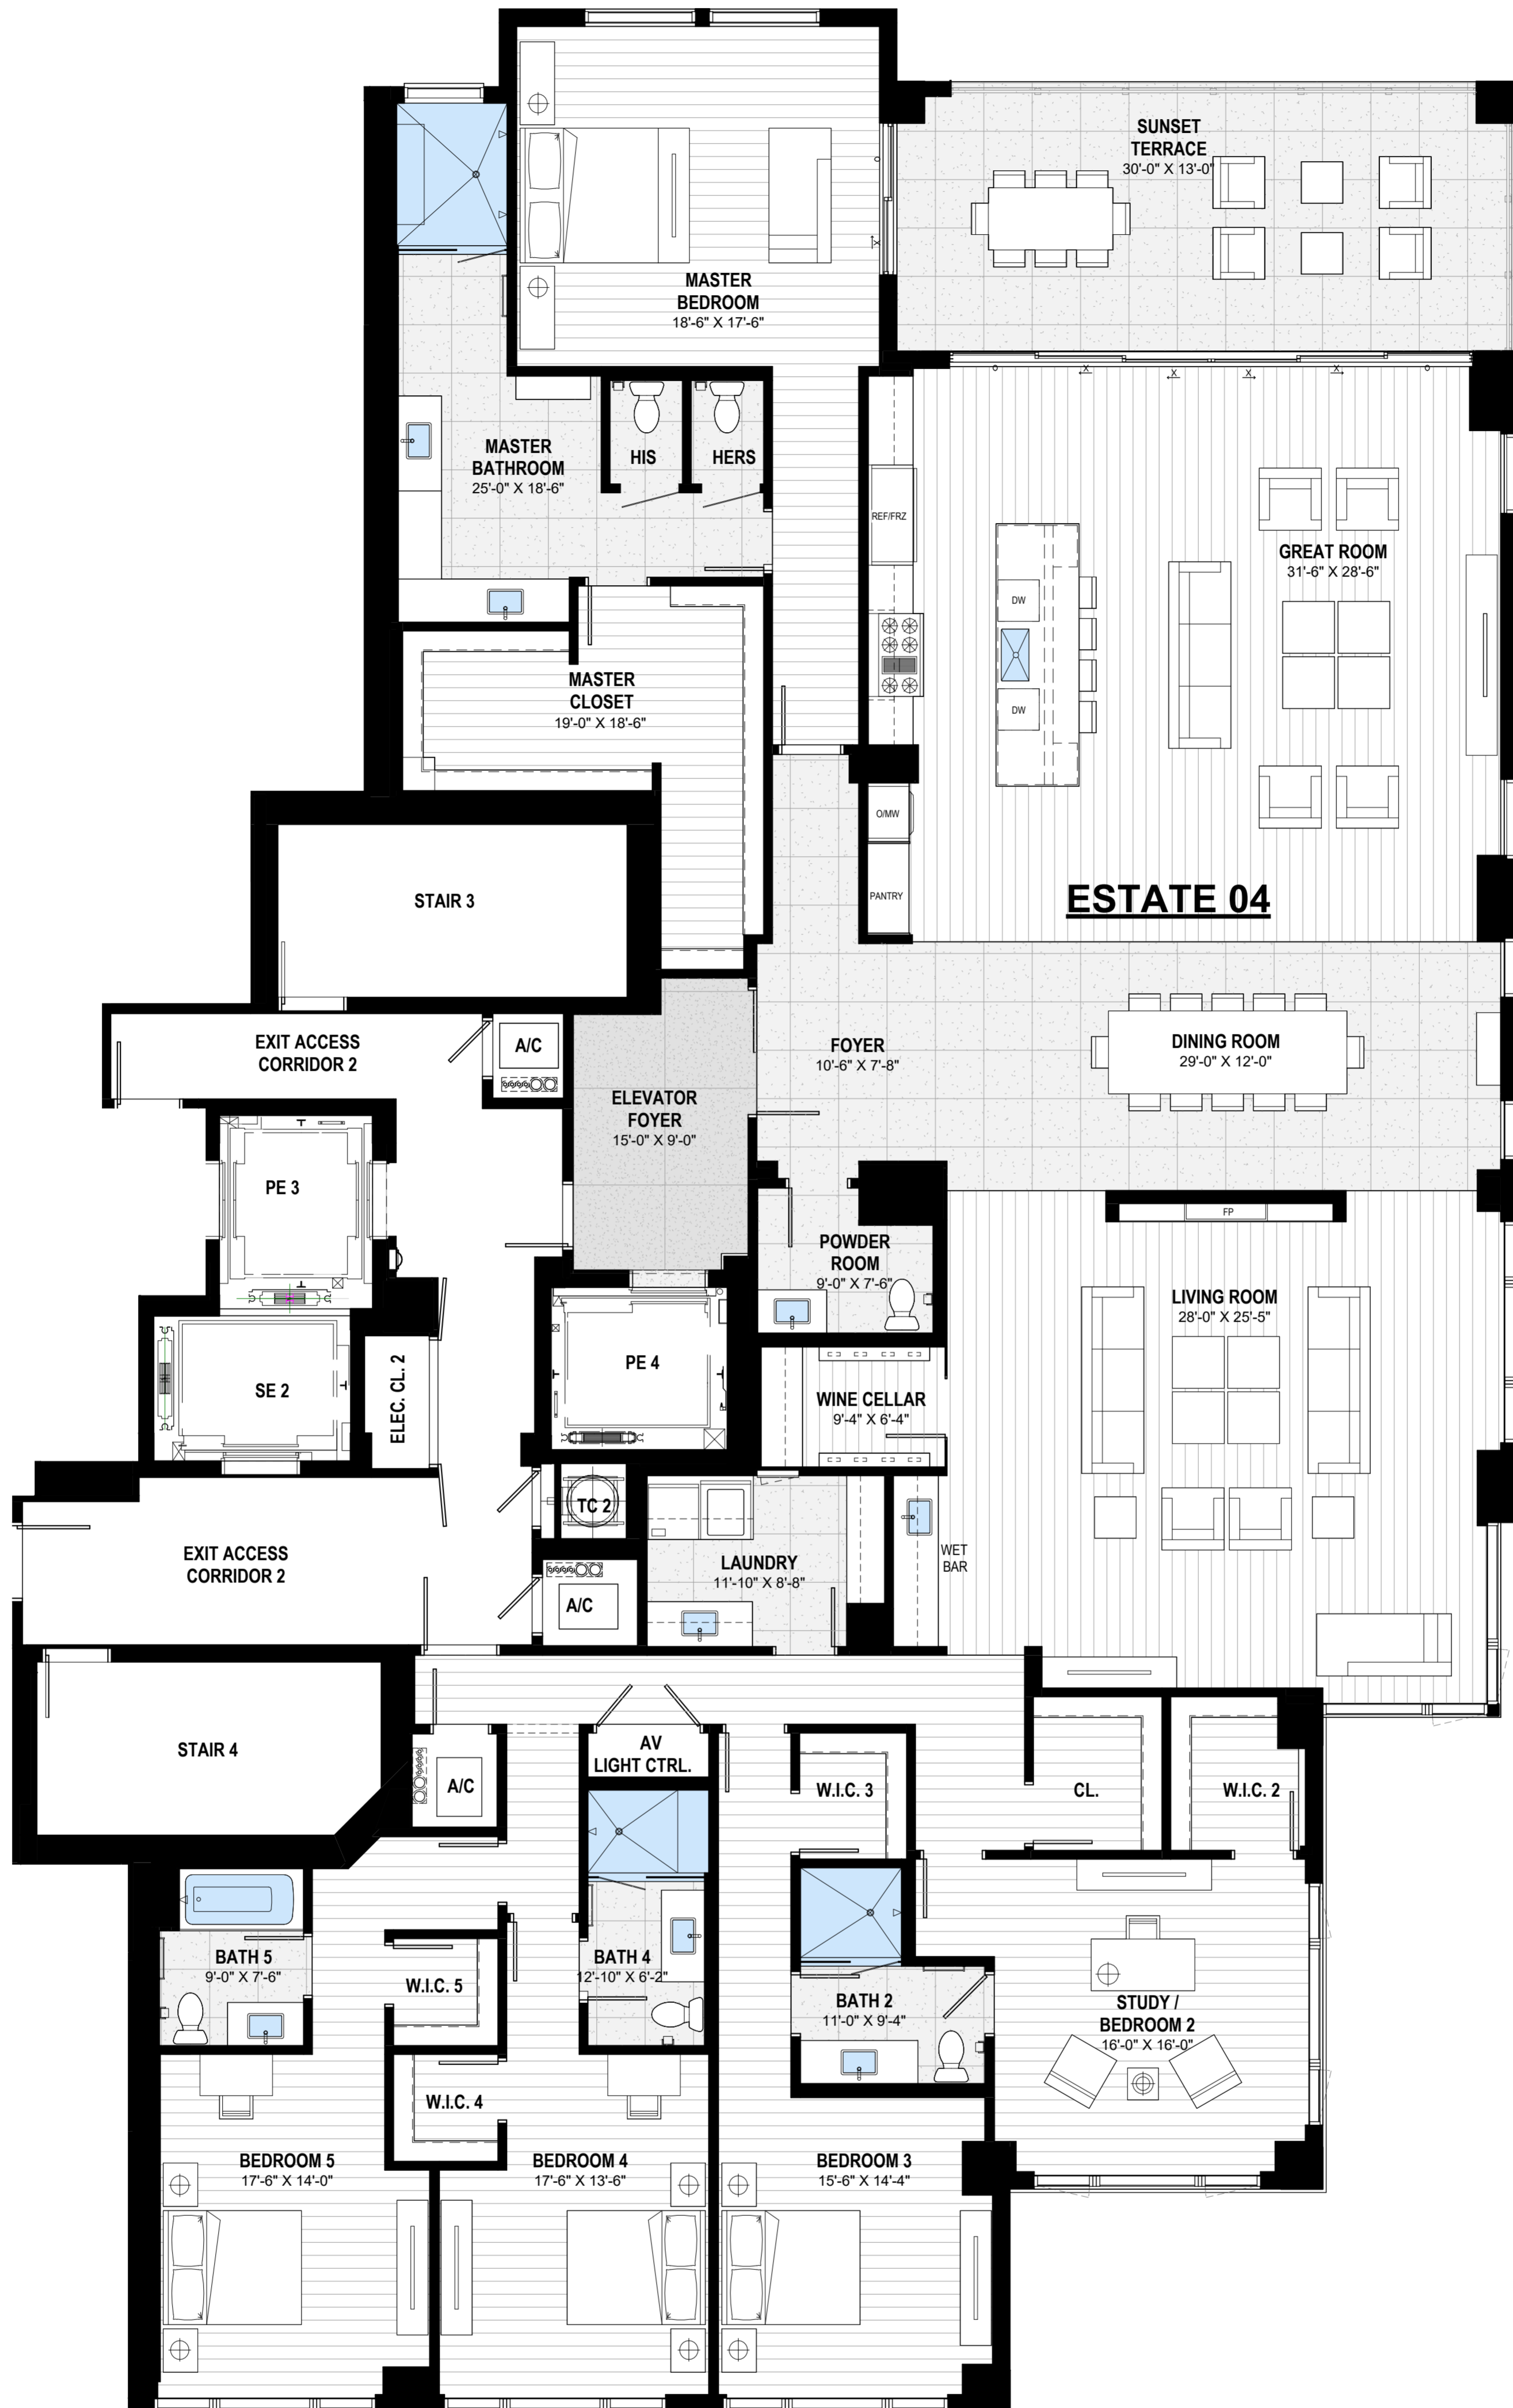 SUNSET
TERRACE
30'-0" X 13'-0"
MASTER
BEDROOM
18'-6" X 17'-6"
X
O
O
X
X
X
X
O
MASTER
BATHROOM
25'-0" X 18'-6"
HIS
HERS
REF/FRZ
DW
DW
GREAT ROOM
31'-6" X 28'-6"
MASTER
CLOSET
19'-0" X 18'-6"
O/MW
PANTRY
ESTATE 04
STAIR 3
EXIT ACCESS
CORRIDOR 2
A/C
ELEVATOR
FOYER
15'-0" X 9'-0"
FOYER
10'-6" X 7'-8"
DINING ROOM
29'-0" X 12'-0"
PE 3
FP
POWDER
ROOM
9'-0" X 7'-6"
LIVING ROOM
28'-0" X 25'-5"
SE 2
ELEC. CL. 2
PE 4
WINE CELLAR
9'-4" X 6'-4"
TC 2
EXIT ACCESS
CORRIDOR 2
A/C
LAUNDRY
11'-10" X 8'-8"
WET
BAR
STAIR 4
A/C
AV
LIGHT CTRL.
W.I.C. 3
CL.
W.I.C. 2
BATH 5
9'-0" X 7'-6"
W.I.C. 5
BATH 4
12'-10" X 6'-2"
BATH 2
11'-0" X 9'-4"
STUDY /
BEDROOM 2
16'-0" X 16'-0"
W.I.C. 4
BEDROOM 5
17'-6" X 14'-0"
BEDROOM 4
17'-6" X 13'-6"
BEDROOM 3
15'-6" X 14'-4"